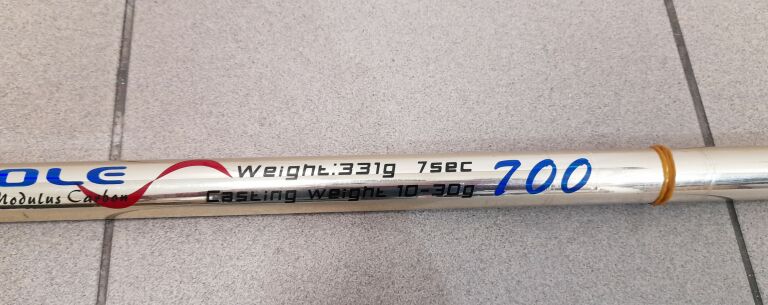 OLE
Modulus Carbon
Weight:331g 7sec
Casting Weight 10-30g
700